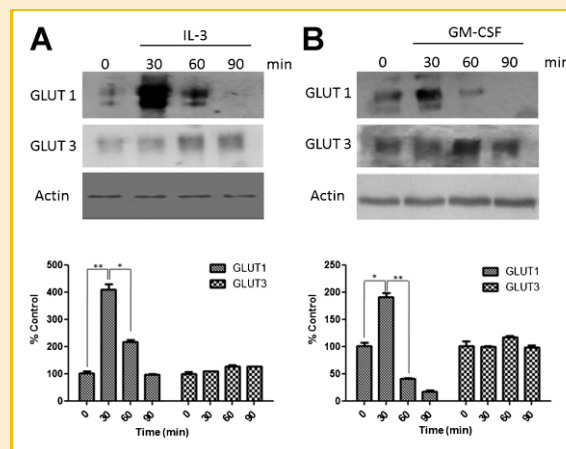 A
IL-3
0 30 60 90 min
GLUT 1
GLUT 3
Actin
% Control
500
400
300
200
100
0
** *
GLUT1
GLUT3
0 30 60 90 0 30 60 90
Time (min)
B
GM-CSF
0 30 60 90 min
GLUT 1
GLUT 3
Actin
% Control
250
200
150
100
50
0
* **
GLUT1
GLUT3
0 30 60 90 0 30 60 90
Time (min)